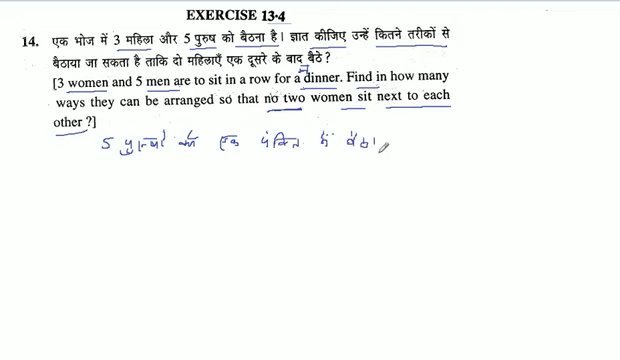 EXERCISE 13·4
14. एक भोज में 3 महिला और 5 पुरुष को बैठना है। ज्ञात कीजिए उन्हें कितने तरीकों से
बैठाया जा सकता है ताकि दो महिलाएँ एक दूसरे के बाद न बैठे ?
[3 women and 5 men are to sit in a row for a dinner. Find in how many
ways they can be arranged so that no two women sit next to each
other ?]
5 पुरुषों को एक पंक्ति में बैठा